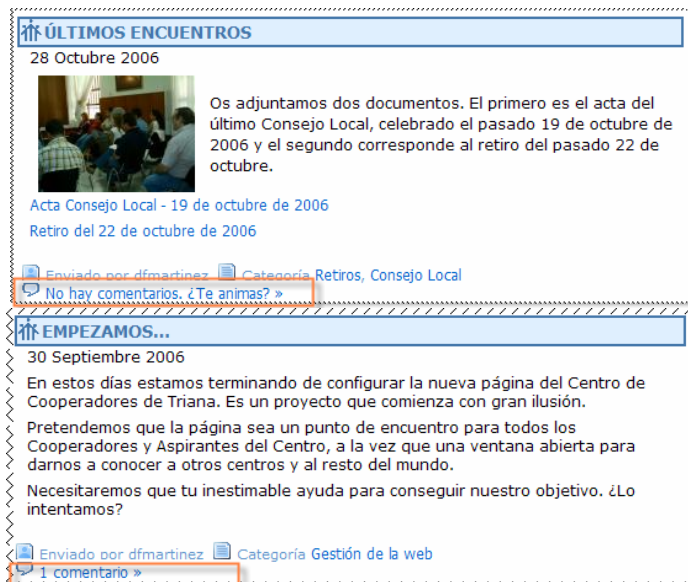 ÚLTIMOS ENCUENTROS
28 Octubre 2006
Os adjuntamos dos documentos. El primero es el acta del
último Consejo Local, celebrado el pasado 19 de octubre de
2006 y el segundo corresponde al retiro del pasado 22 de
octubre.
Acta Consejo Local - 19 de octubre de 2006
Retiro del 22 de octubre de 2006
Enviado por dfmartinez Categoría Retiros, Consejo Local
No hay comentarios. ¿Te animas? »
EMPEZAMOS...
30 Septiembre 2006
En estos días estamos terminando de configurar la nueva página del Centro de
Cooperadores de Triana. Es un proyecto que comienza con gran ilusión.
Pretendemos que la página sea un punto de encuentro para todos los
Cooperadores y Aspirantes del Centro, a la vez que una ventana abierta para
darnos a conocer a otros centros y al resto del mundo.
Necesitaremos que tu inestimable ayuda para conseguir nuestro objetivo. ¿Lo
intentamos?
Enviado por dfmartinez Categoría Gestión de la web
1 comentario »